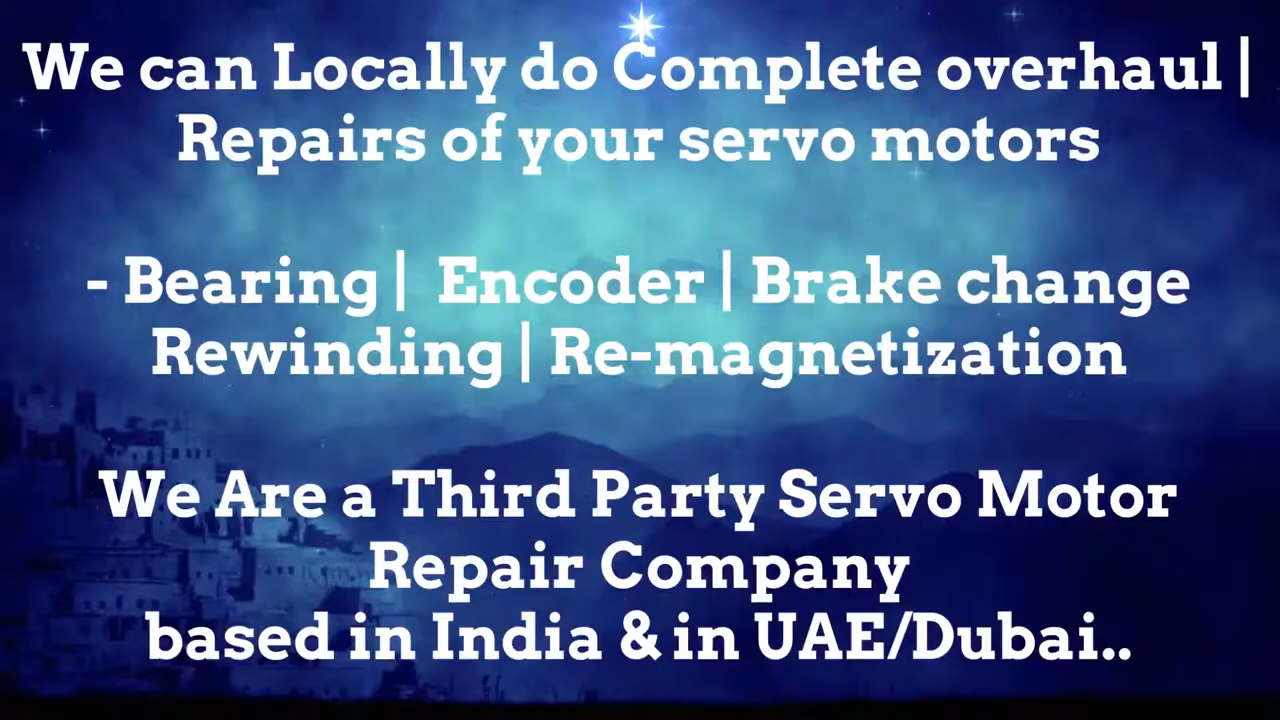 We can Locally do Complete overhaul |
Repairs of your servo motors
- Bearing | Encoder | Brake change
Rewinding | Re-magnetization
We Are a Third Party Servo Motor
Repair Company
based in India & in UAE/Dubai..